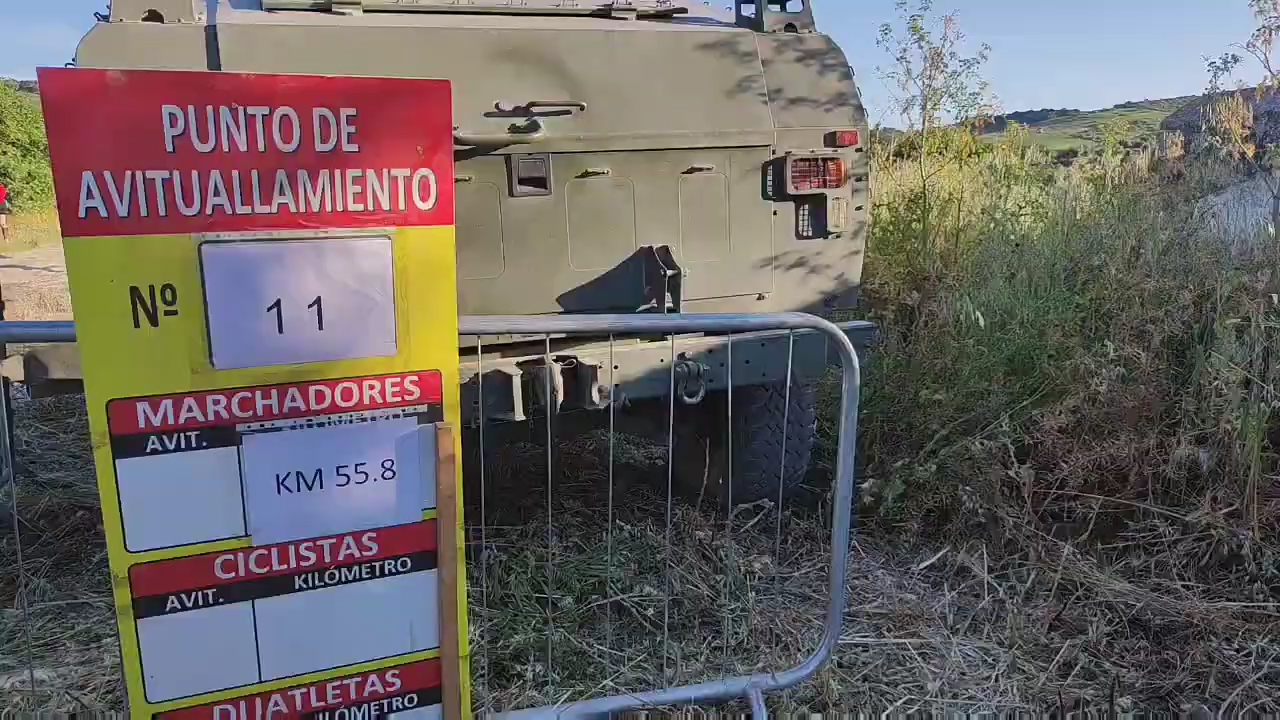 PUNTO DE
AVITUALLAMIENTO
Nº 11
MARCHADORES
AVIT.
KM 55.8
CICLISTAS
AVIT. KILÓMETRO
DUATLETAS
KILÓMETRO